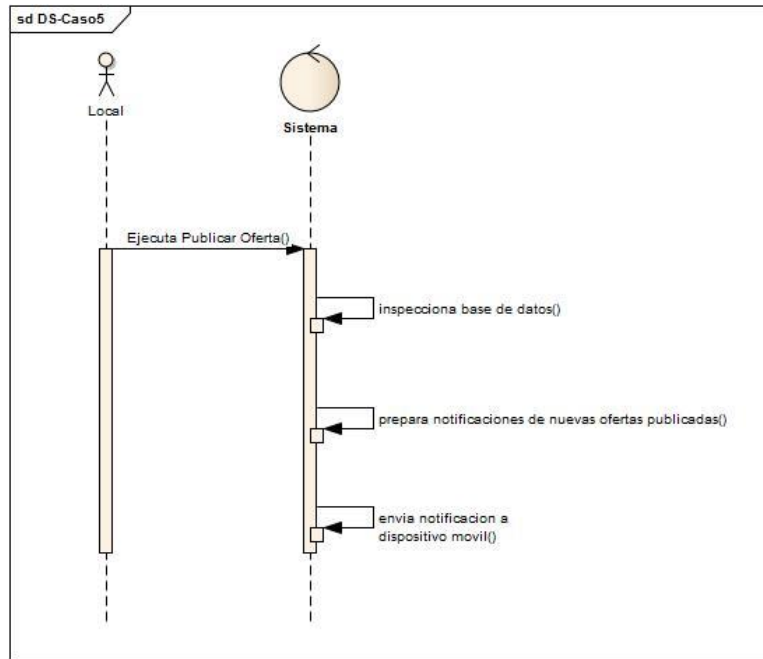 sd DS-Caso5
Local
Sistema
Ejecuta Publicar Oferta()
inspecciona base de datos()
prepara notificaciones de nuevas ofertas publicadas()
envia notificacion a
dispositivo movil()